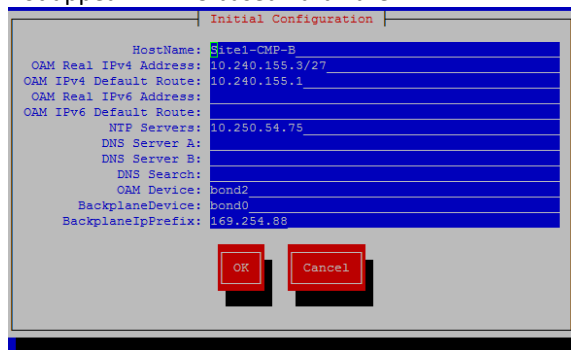 Initial Configuration
HostName: Site1-CMP-B
OAM Real IPv4 Address: 10.240.155.3/27
OAM IPv4 Default Route: 10.240.155.1
OAM Real IPv6 Address:
OAM IPv6 Default Route:
NTP Servers: 10.250.54.75
DNS Server A:
DNS Server B:
DNS Search:
OAM Device: bond2
BackplaneDevice: bond0
BackplaneIpPrefix: 169.254.88
OK Cancel